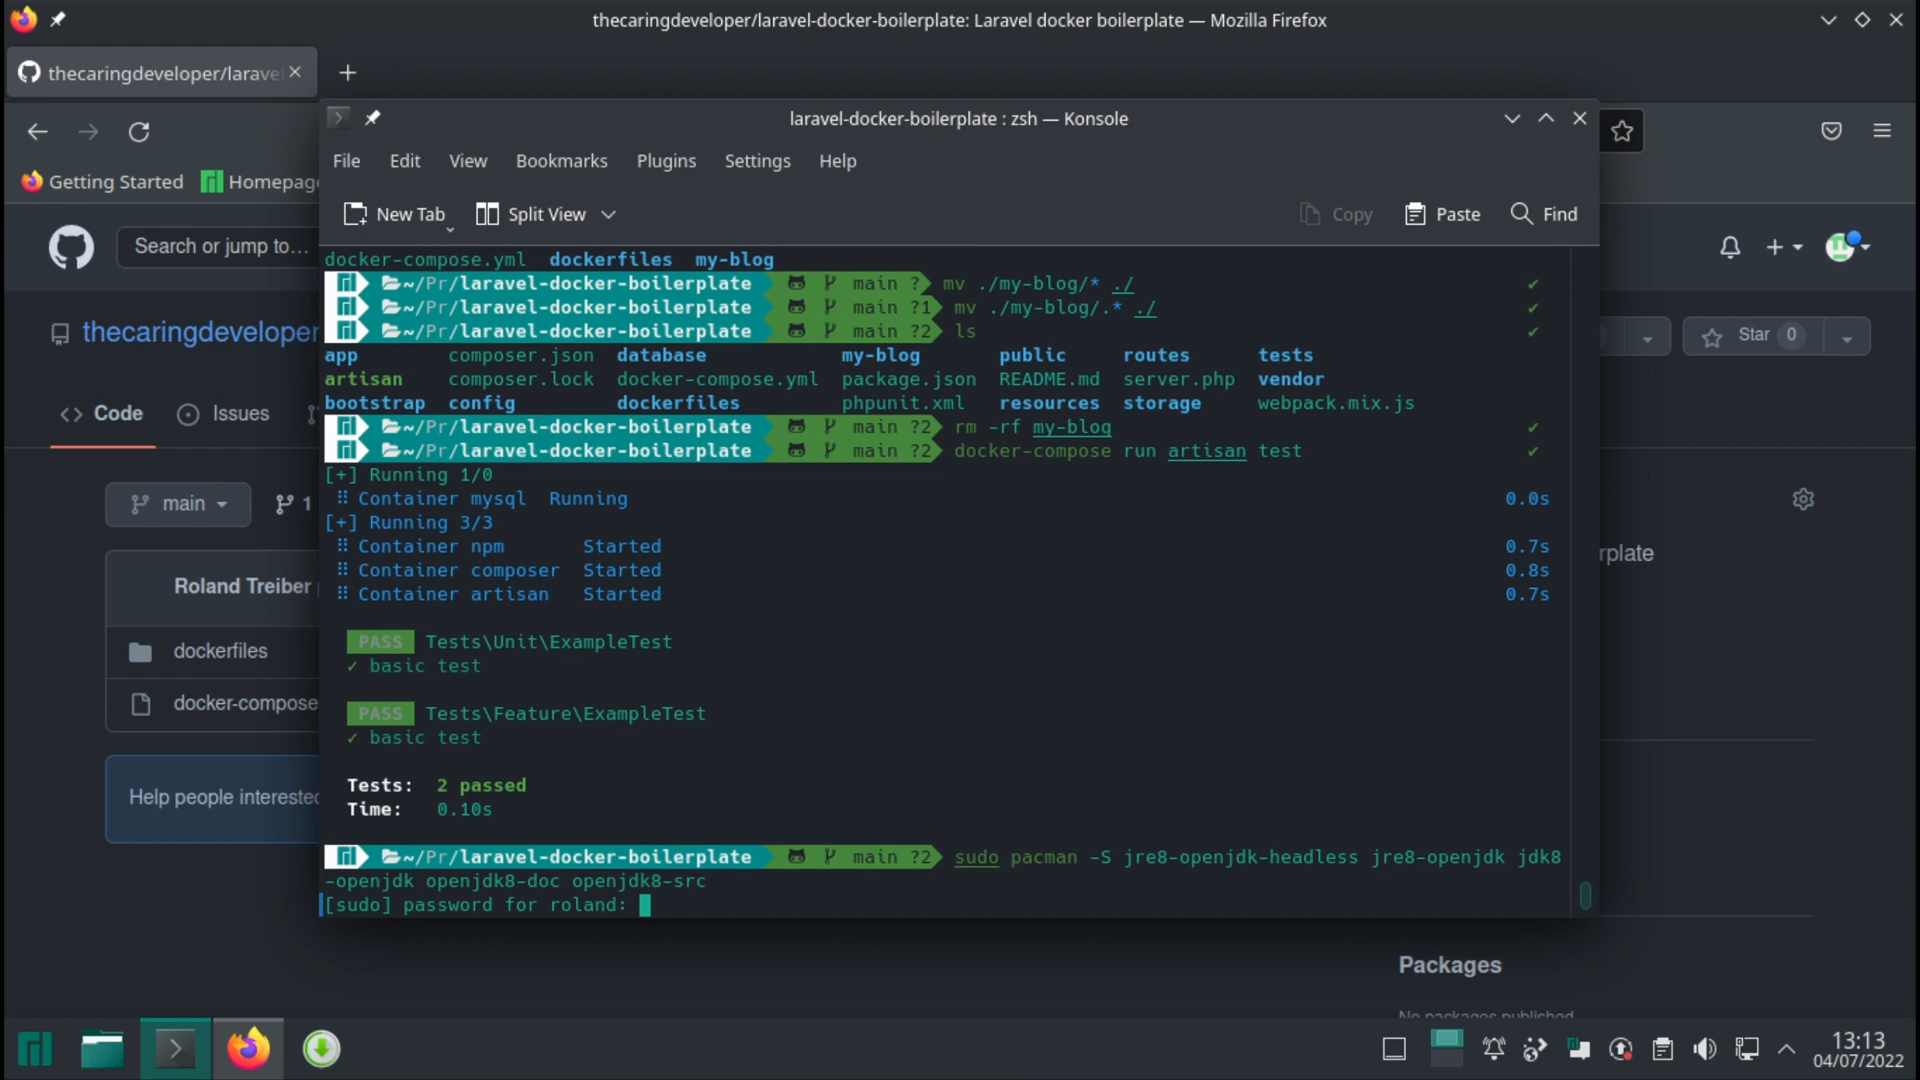 thecaringdeveloper/laravel-docker-boilerplate: Laravel docker boilerplate — Mozilla Firefox
thecaringdeveloper/larave
laravel-docker-boilerplate : zsh — Konsole
File Edit View Bookmarks Plugins Settings Help
Getting Started Homepag
New Tab Split View Copy Paste Find
Search or jump to...
docker-compose.yml dockerfiles my-blog
~/Pr/laravel-docker-boilerplate main ? mv ./my-blog/* ./ ✓
~/Pr/laravel-docker-boilerplate main ?1 mv ./my-blog/.* ./ ✓
~/Pr/laravel-docker-boilerplate main ?2 ls ✓
thecaringdeveloper
Star 0
app composer.json database my-blog public routes tests
artisan composer.lock docker-compose.yml package.json README.md server.php vendor
bootstrap config dockerfiles phpunit.xml resources storage webpack.mix.js
Code Issues
~/Pr/laravel-docker-boilerplate main ?2 rm -rf my-blog ✓
~/Pr/laravel-docker-boilerplate main ?2 docker-compose run artisan test ✓
[+] Running 1/0
⠿ Container mysql Running 0.0s
main 1
[+] Running 3/3
⠿ Container npm Started 0.7s
rplate
⠿ Container composer Started 0.8s
⠿ Container artisan Started 0.7s
Roland Treiber
PASS Tests\Unit\ExampleTest
dockerfiles
✓ basic test
docker-compose
PASS Tests\Feature\ExampleTest
✓ basic test
Tests: 2 passed
Help people interested
Time: 0.10s
~/Pr/laravel-docker-boilerplate main ?2 sudo pacman -S jre8-openjdk-headless jre8-openjdk jdk8
-openjdk openjdk8-doc openjdk8-src
[sudo] password for roland:
Packages
No packages published
13:13
04/07/2022